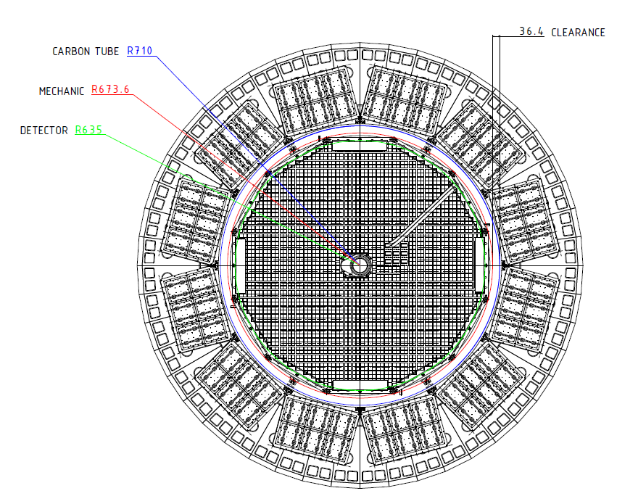 36.4 CLEARANCE
CARBON TUBE R710
MECHANIC R673.6
DETECTOR R635